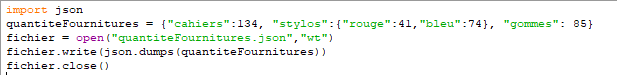 import json
quantiteFournitures = {"cahiers":134, "stylos":{"rouge":41,"bleu":74}, "gommes": 85}
fichier = open("quantiteFournitures.json","wt")
fichier.write(json.dumps(quantiteFournitures))
fichier.close()